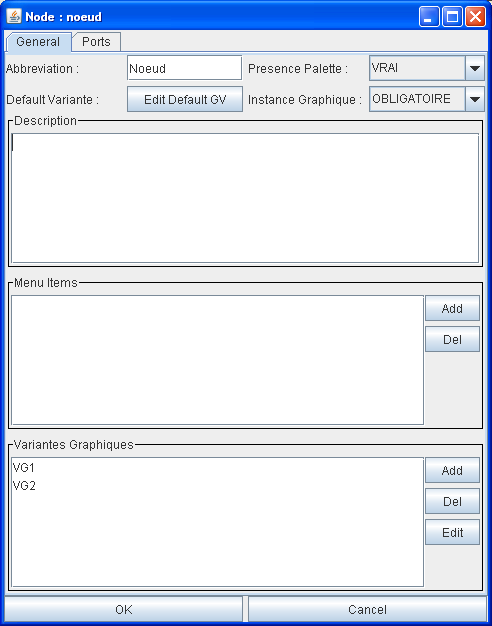 Node : noeud
General Ports
Abbreviation : Noeud Presence Palette : VRAI
Default Variante : Edit Default GV Instance Graphique : OBLIGATOIRE
Description
Menu Items
Add
Del
Variantes Graphiques
VG1 Add
VG2
Del
Edit
OK Cancel